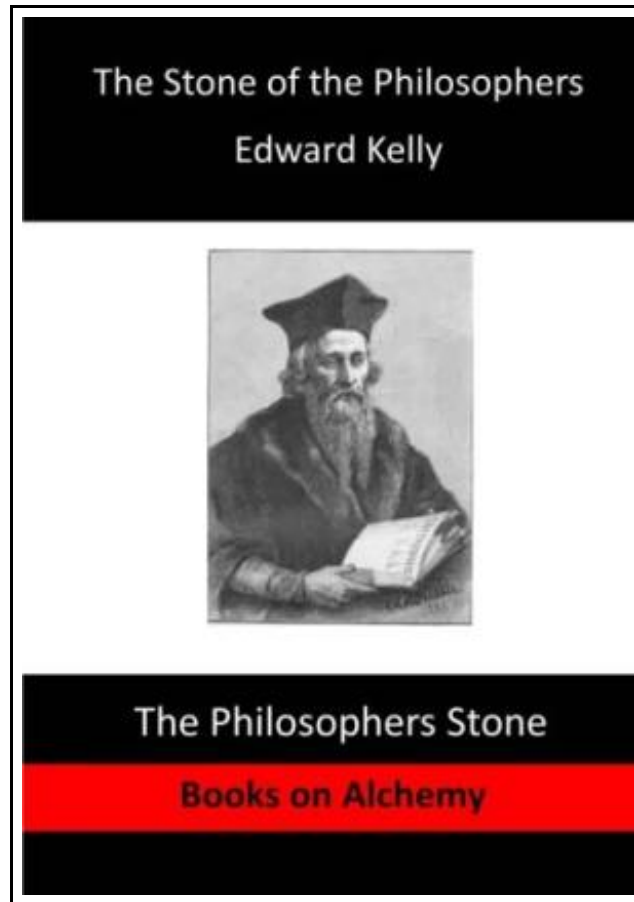 The Stone of the Philosophers
Edward Kelly
The Philosophers Stone
Books on Alchemy